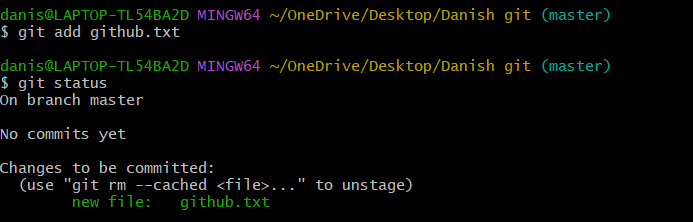 danis@LAPTOP-TL54BA2D MINGW64 ~/OneDrive/Desktop/Danish git (master)
$ git add github.txt

danis@LAPTOP-TL54BA2D MINGW64 ~/OneDrive/Desktop/Danish git (master)
$ git status
On branch master

No commits yet

Changes to be committed:
  (use "git rm --cached <file>..." to unstage)
        new file:   github.txt